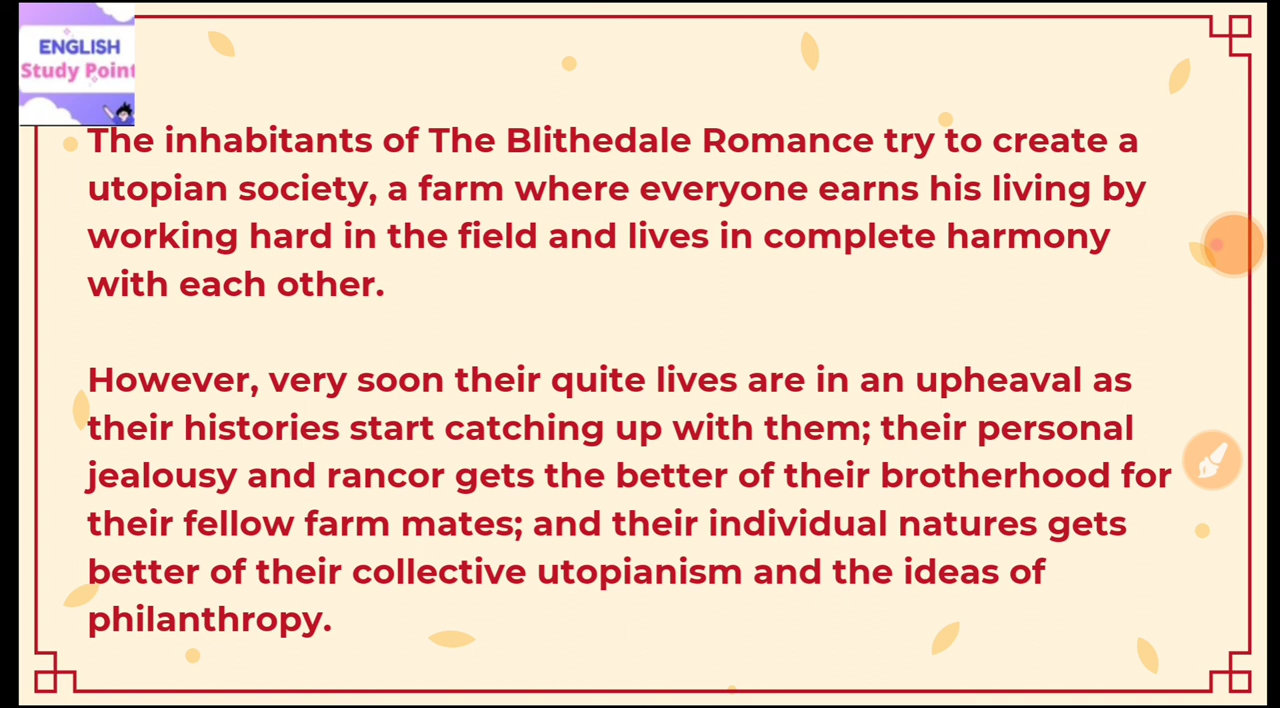 ENGLISH
Study Point
The inhabitants of The Blithedale Romance try to create a
utopian society, a farm where everyone earns his living by
working hard in the field and lives in complete harmony
with each other.
However, very soon their quite lives are in an upheaval as
their histories start catching up with them; their personal
jealousy and rancor gets the better of their brotherhood for
their fellow farm mates; and their individual natures gets
better of their collective utopianism and the ideas of
philanthropy.